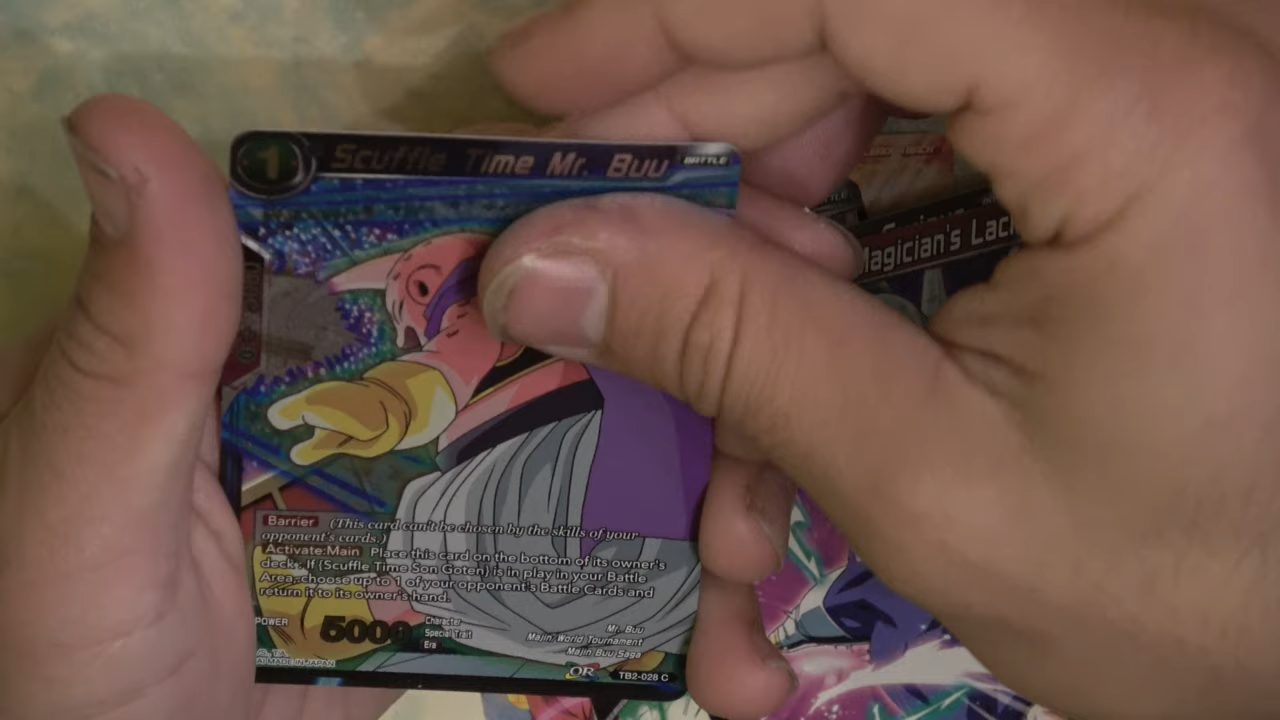 1 Scuffle Time Mr. Buu BATTLE
Magician's Lac
Barrier (This card can't be chosen by the skills of your
opponent's cards.)
Activate:Main Place this card on the bottom of its owner's
deck : If {Scuffle Time Son Goten} is in play in your Battle
Area, choose up to 1 of your opponent's Battle Cards and
return it to its owner's hand.
POWER 5000
Character Mr. Buu
Special Trait Majin World Tournament
Era Majin Buu Saga
MADE IN JAPAN
TB2-028 C